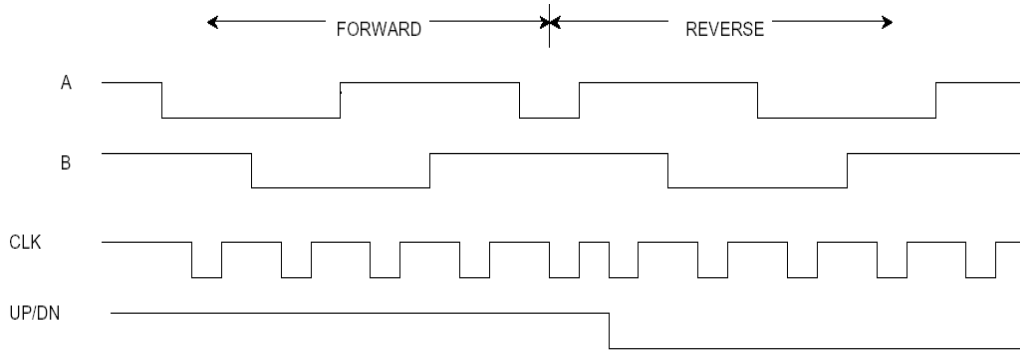 FORWARD
REVERSE
A
B
CLK
UP/DN